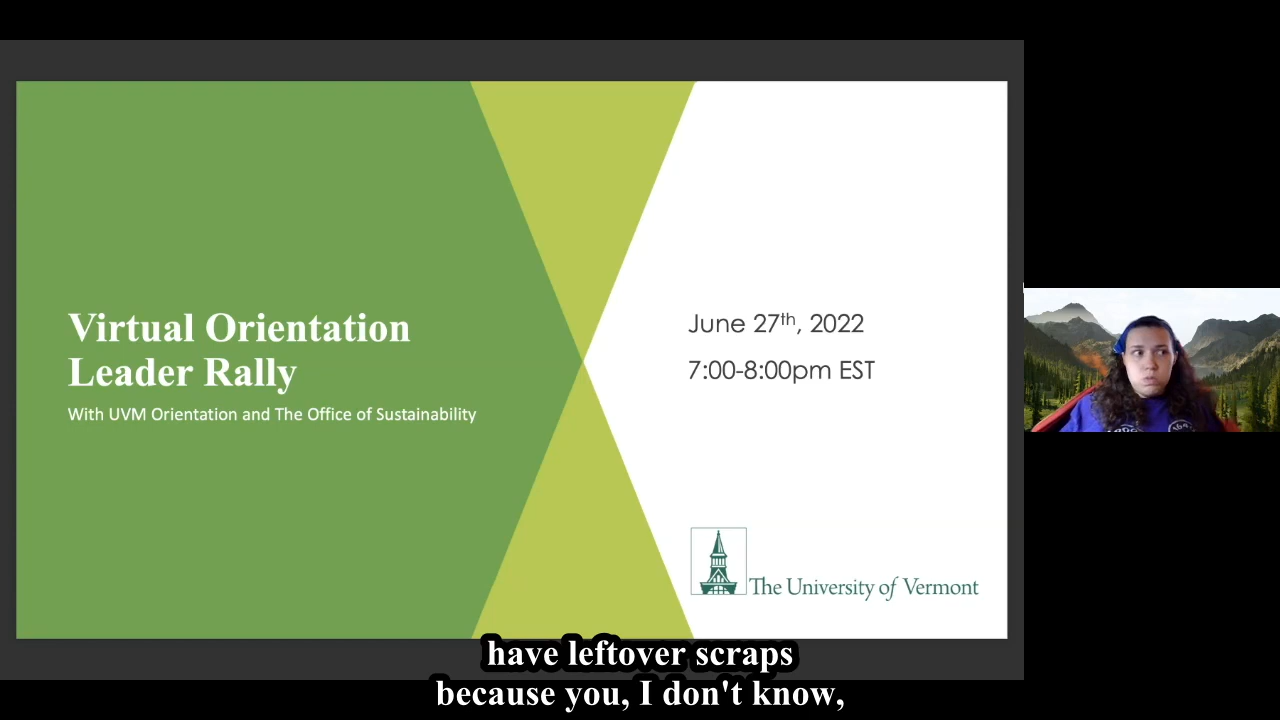 Virtual Orientation
Leader Rally
With UVM Orientation and The Office of Sustainability
June 27th, 2022
7:00-8:00pm EST
The University of Vermont
have leftover scraps
because you, I don't know,